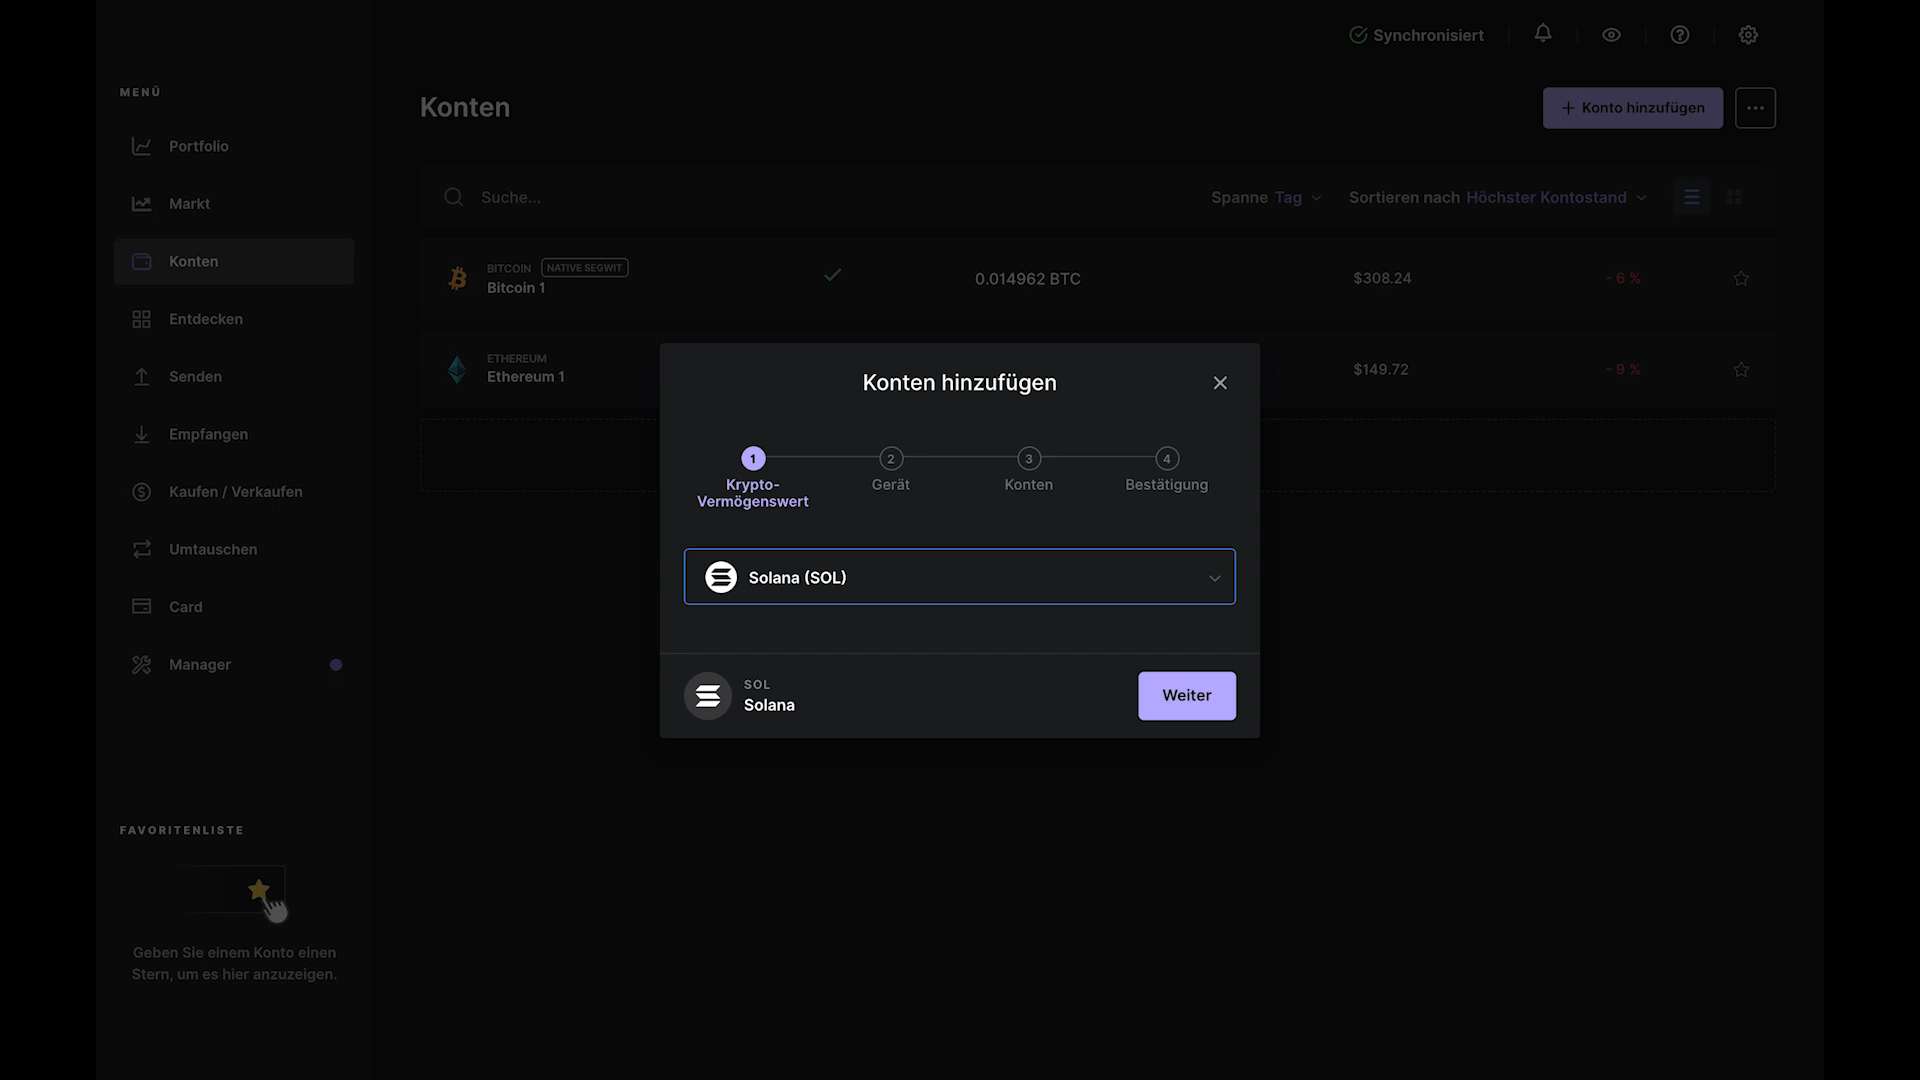 Synchronisiert
MENÜ
Portfolio
Markt
Konten
Entdecken
Senden
Empfangen
Kaufen / Verkaufen
Umtauschen
Card
Manager
FAVORITENLISTE
Geben Sie einem Konto einen
Stern, um es hier anzuzeigen.
Konten
+ Konto hinzufügen
Suche...
Spanne Tag
Sortieren nach Höchster Kontostand
BITCOIN NATIVE SEGWIT
Bitcoin 1
0.014962 BTC
$308.24
- 6 %
ETHEREUM
Ethereum 1
$149.72
- 9 %
Konten hinzufügen
1
Krypto-
Vermögenswert
2
Gerät
3
Konten
4
Bestätigung
Solana (SOL)
SOL
Solana
Weiter